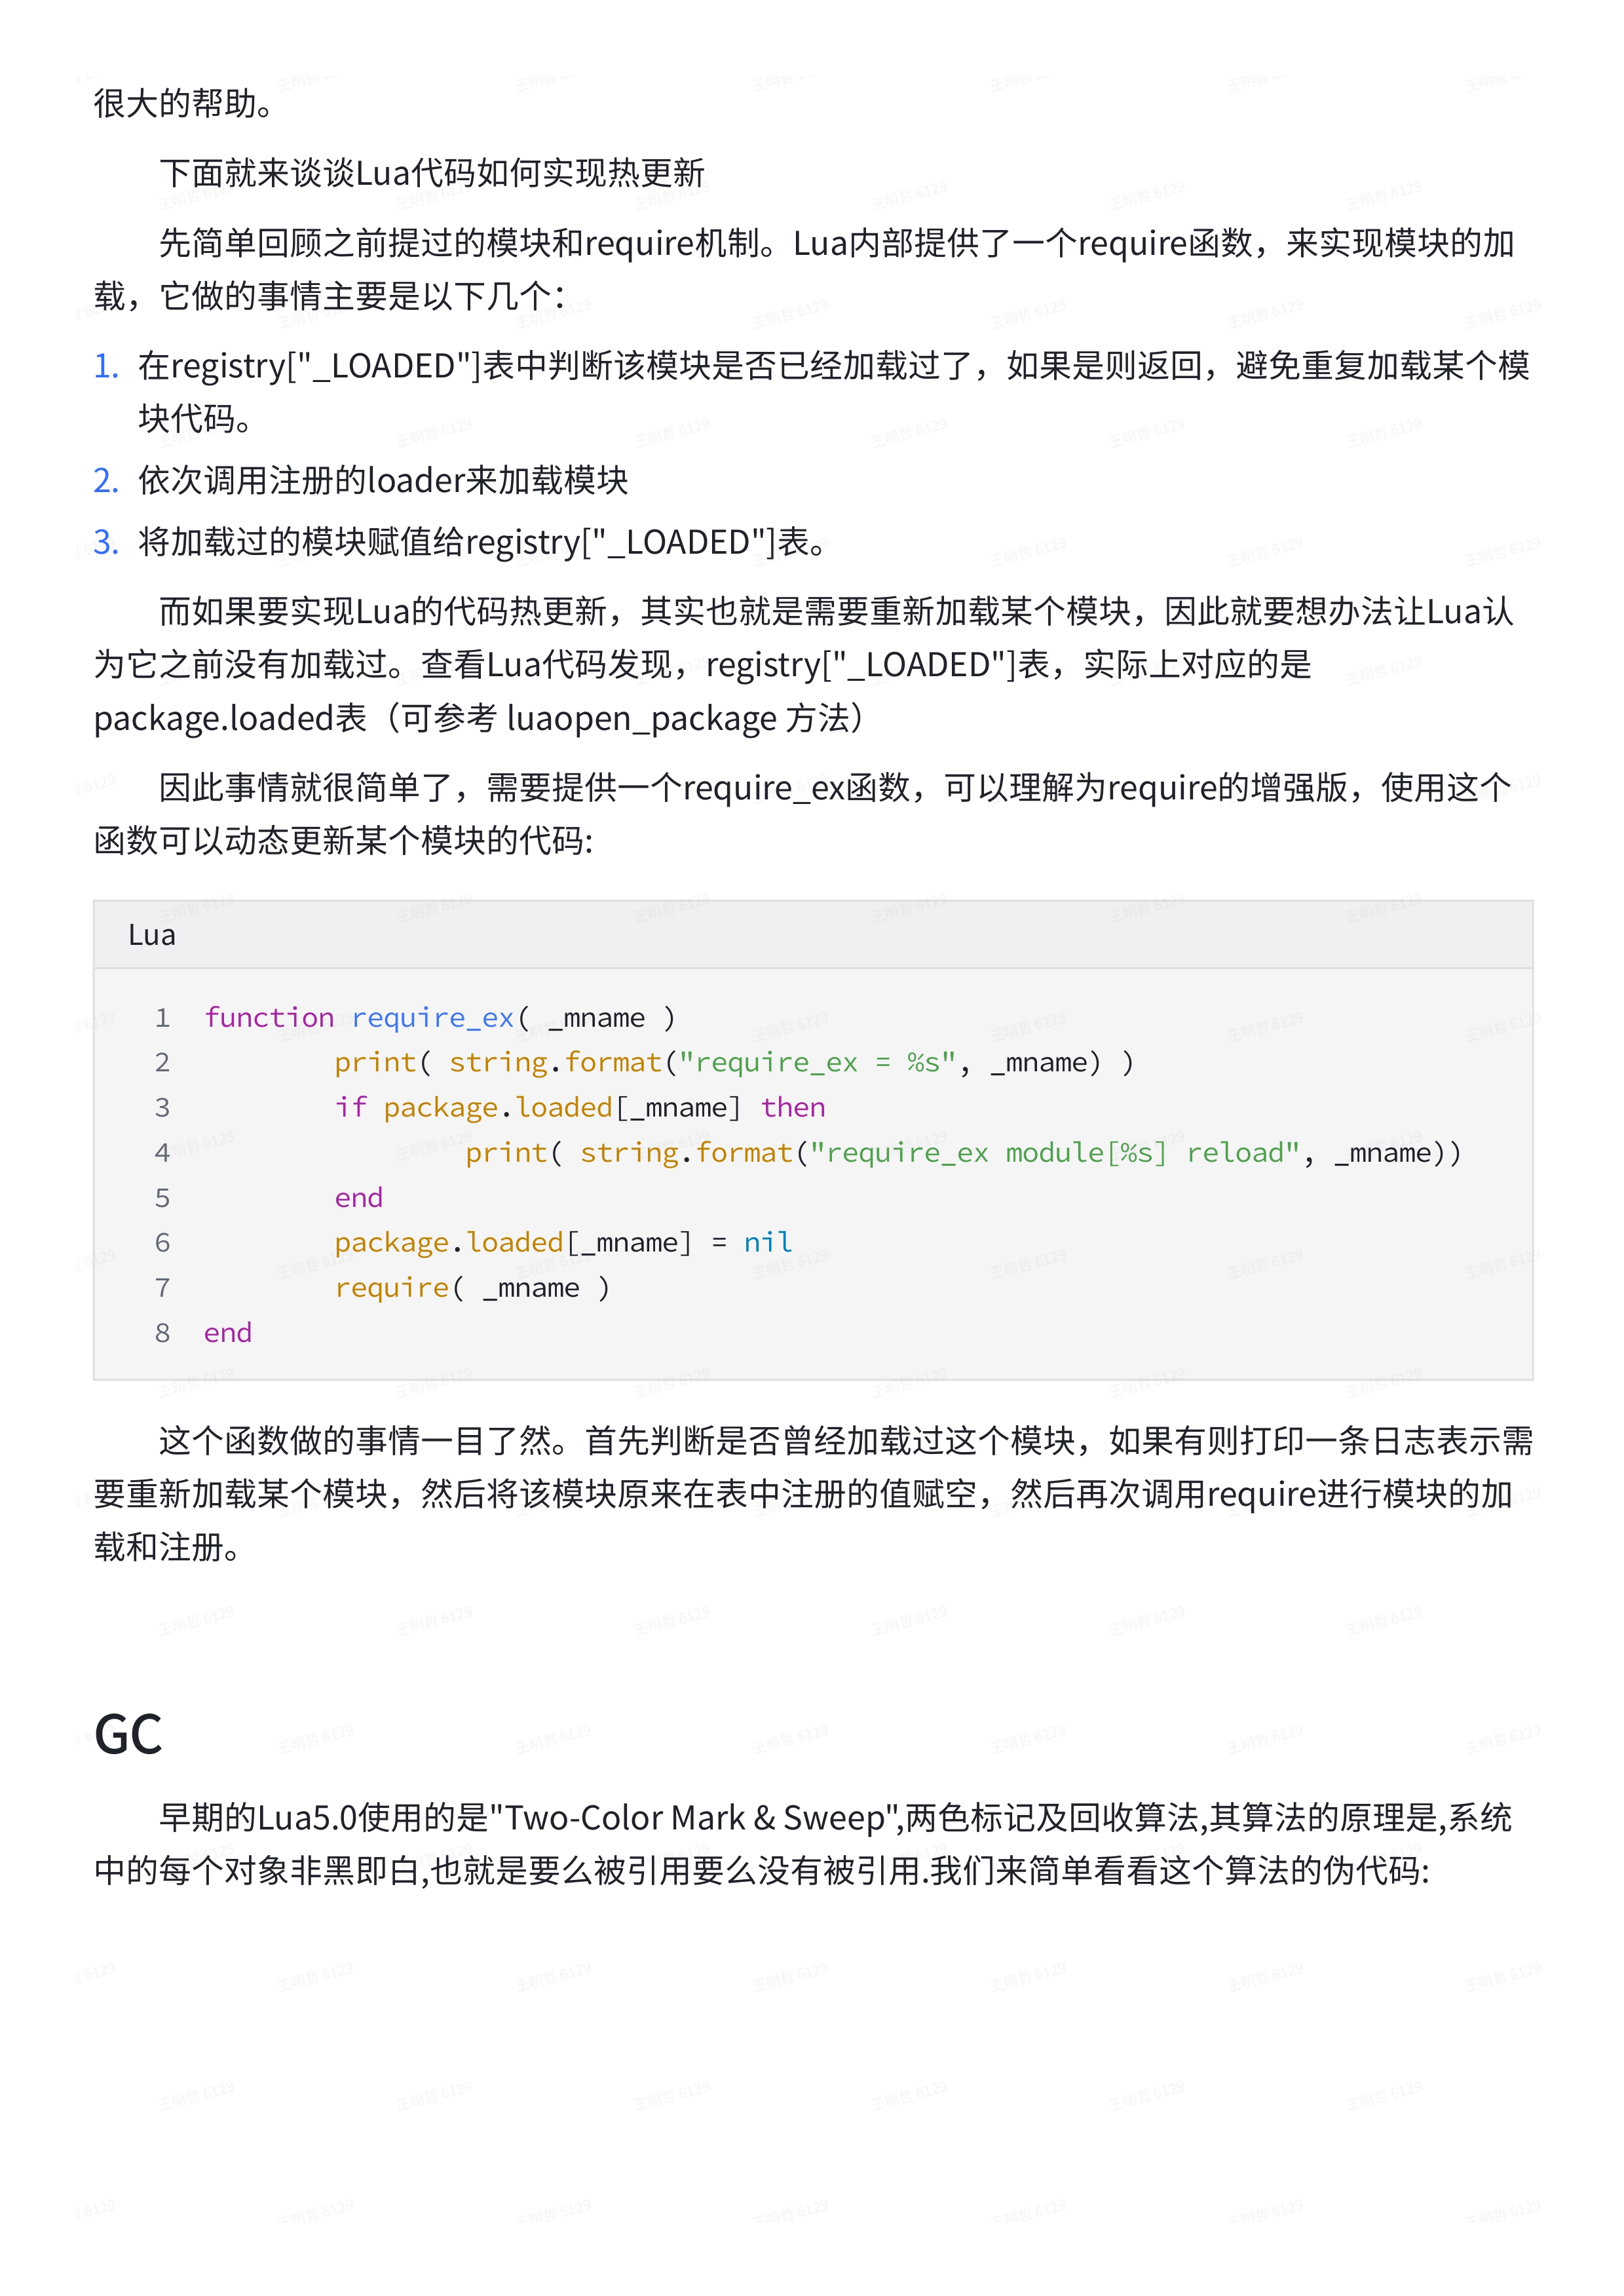 很大的帮助。
下面就来谈谈Lua代码如何实现热更新
先简单回顾之前提过的模块和require机制。Lua内部提供了一个require函数，来实现模块的加
载，它做的事情主要是以下几个：
1. 在registry["_LOADED"]表中判断该模块是否已经加载过了，如果是则返回，避免重复加载某个模
块代码。
2. 依次调用注册的loader来加载模块
3. 将加载过的模块赋值给registry["_LOADED"]表。
而如果要实现Lua的代码热更新，其实也就是需要重新加载某个模块，因此就要想办法让Lua认
为它之前没有加载过。查看Lua代码发现，registry["_LOADED"]表，实际上对应的是
package.loaded表（可参考 luaopen_package 方法）
因此事情就很简单了，需要提供一个require_ex函数，可以理解为require的增强版，使用这个
函数可以动态更新某个模块的代码:
Lua
1 function require_ex( _mname )
2         print( string.format("require_ex = %s", _mname) )
3         if package.loaded[_mname] then
4                 print( string.format("require_ex module[%s] reload", _mname))
5         end
6         package.loaded[_mname] = nil
7         require( _mname )
8 end
这个函数做的事情一目了然。首先判断是否曾经加载过这个模块，如果有则打印一条日志表示需
要重新加载某个模块，然后将该模块原来在表中注册的值赋空，然后再次调用require进行模块的加
载和注册。
GC
早期的Lua5.0使用的是"Two-Color Mark & Sweep",两色标记及回收算法,其算法的原理是,系统
中的每个对象非黑即白,也就是要么被引用要么没有被引用.我们来简单看看这个算法的伪代码:
王明哲 6129